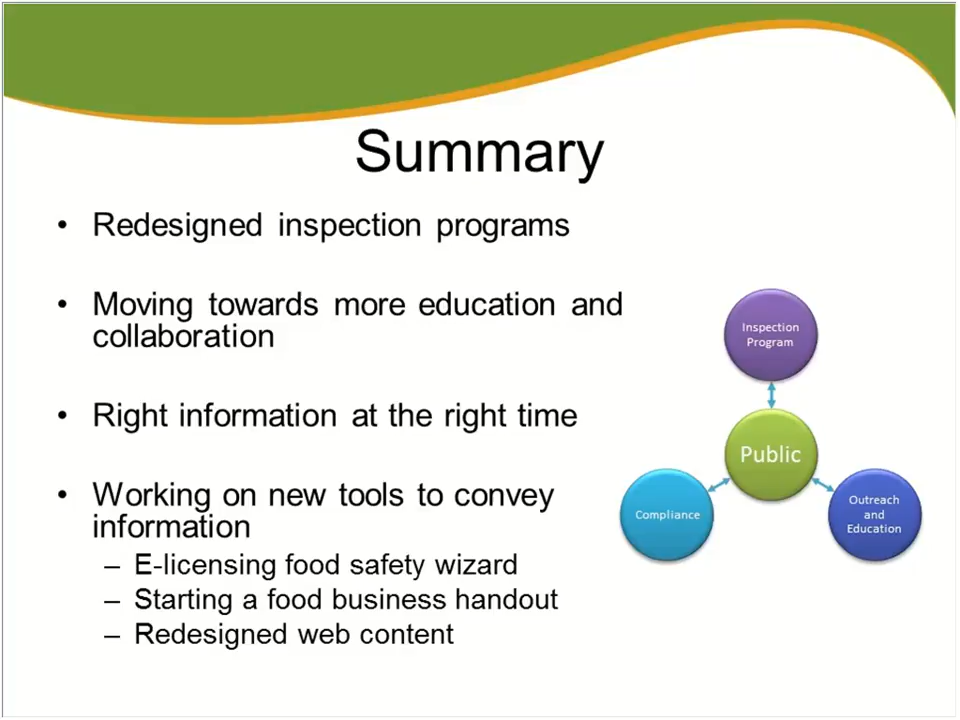 Summary
• Redesigned inspection programs
• Moving towards more education and
collaboration
• Right information at the right time
• Working on new tools to convey
information
– E-licensing food safety wizard
– Starting a food business handout
– Redesigned web content
Inspection
Program
Public
Compliance
Outreach
and
Education